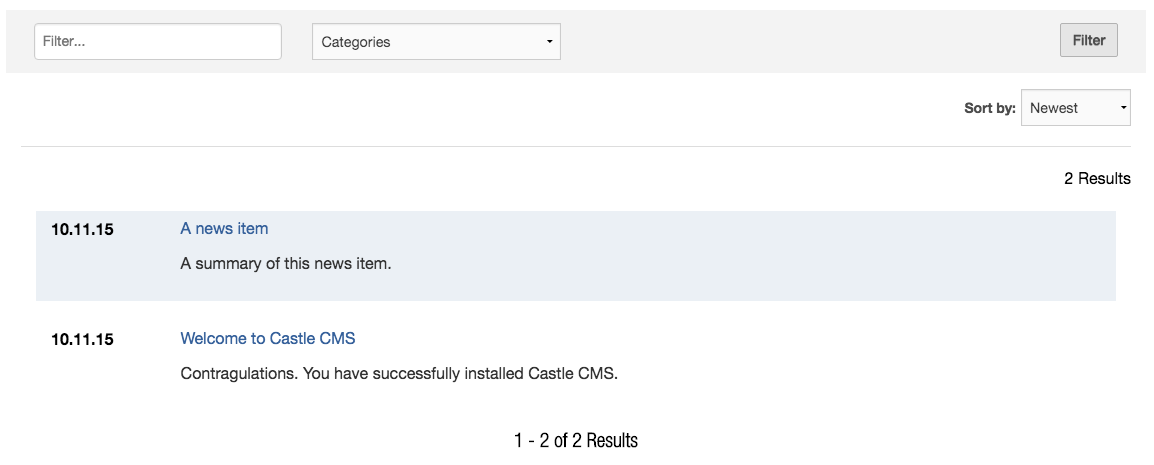 Filter... Categories Filter
Sort by: Newest
2 Results
10.11.15 A news item
A summary of this news item.
10.11.15 Welcome to Castle CMS
Contragulations. You have successfully installed Castle CMS.
1 - 2 of 2 Results